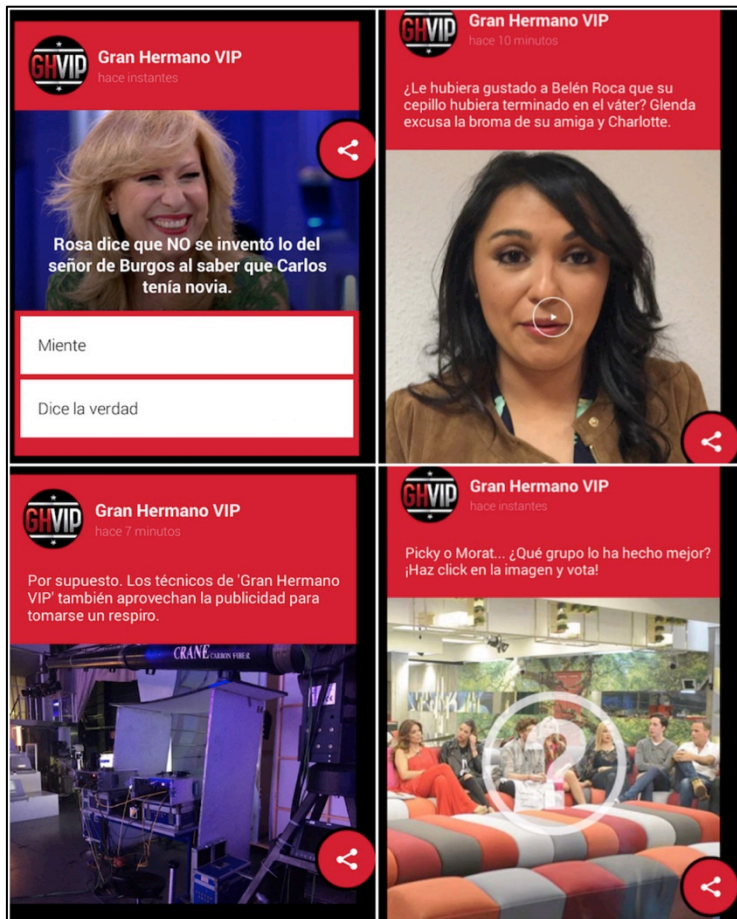 GHVIP
Gran Hermano VIP
hace instantes
Rosa dice que NO se inventó lo del
señor de Burgos al saber que Carlos
tenía novia.
Miente
Dice la verdad
GHVIP
Gran Hermano VIP
hace 10 minutos
¿Le hubiera gustado a Belén Roca que su
cepillo hubiera terminado en el váter? Glenda
excusa la broma de su amiga y Charlotte.
GHVIP
Gran Hermano VIP
hace 7 minutos
Por supuesto. Los técnicos de 'Gran Hermano
VIP' también aprovechan la publicidad para
tomarse un respiro.
CRANE CARBON FIBER
GHVIP
Gran Hermano VIP
hace instantes
Picky o Morat... ¿Qué grupo lo ha hecho mejor?
¡Haz click en la imagen y vota!
?